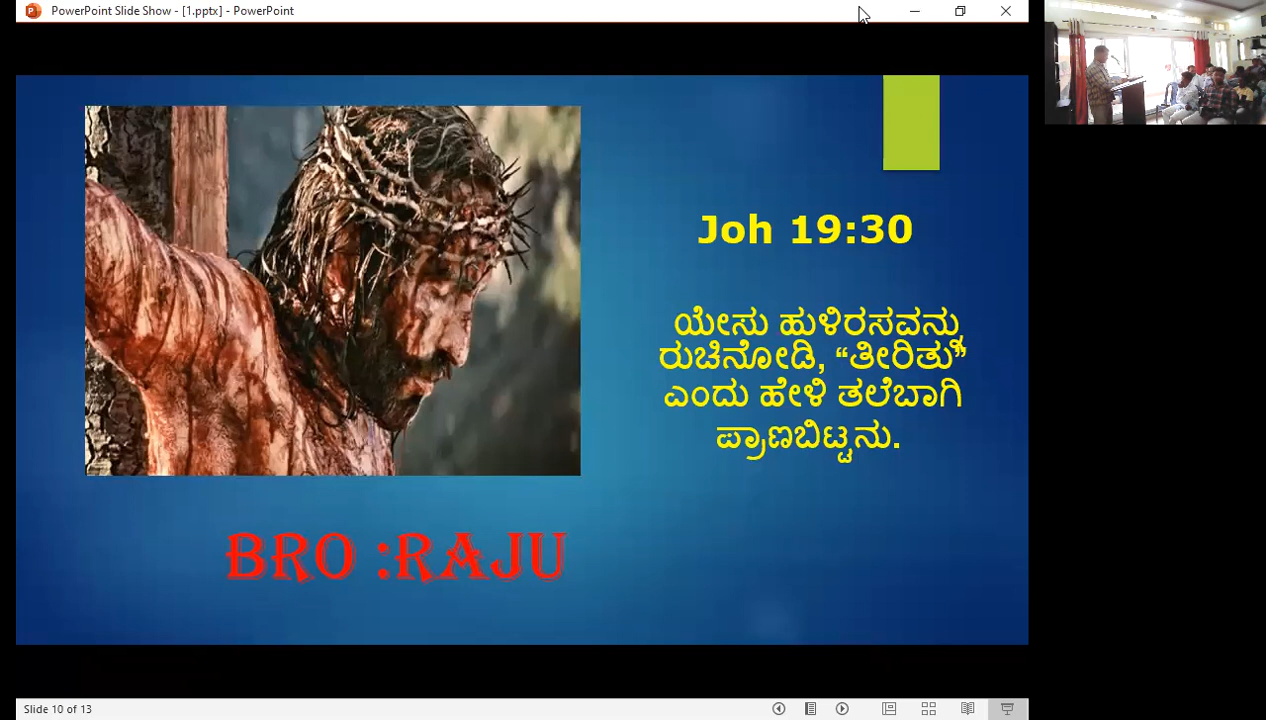 PowerPoint Slide Show - [1.pptx] - PowerPoint
Joh 19:30
ಯೇಸು ಹುಳಿರಸವನ್ನು
ರುಚಿನೋಡಿ, “ತೀರಿತು”
ಎಂದು ಹೇಳಿ ತಲೆಬಾಗಿ
ಪ್ರಾಣಬಿಟ್ಟನು.
BRO :RAJU
Slide 10 of 13